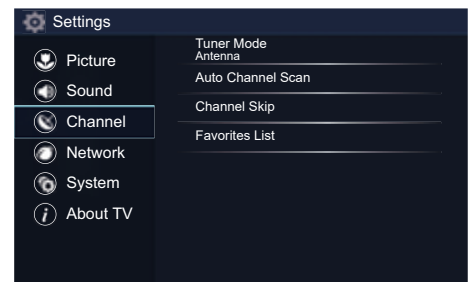 Settings
Picture
Sound
Channel
Network
System
About TV
Tuner Mode
Antenna
Auto Channel Scan
Channel Skip
Favorites List